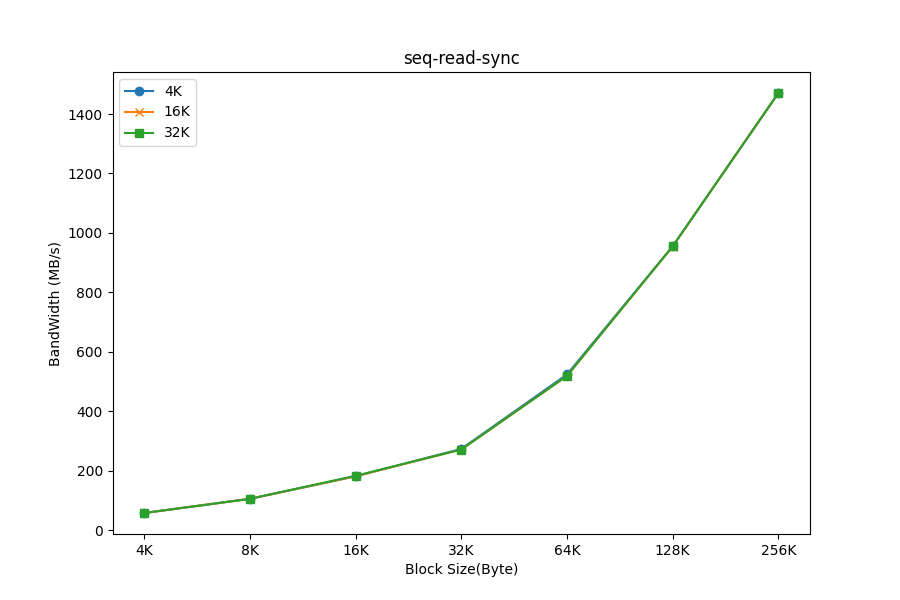 seq-read-sync
4K
16K
32K
1400
1200
1000
800
600
400
200
0
BandWidth (MB/s)
4K 8K 16K 32K 64K 128K 256K
Block Size(Byte)